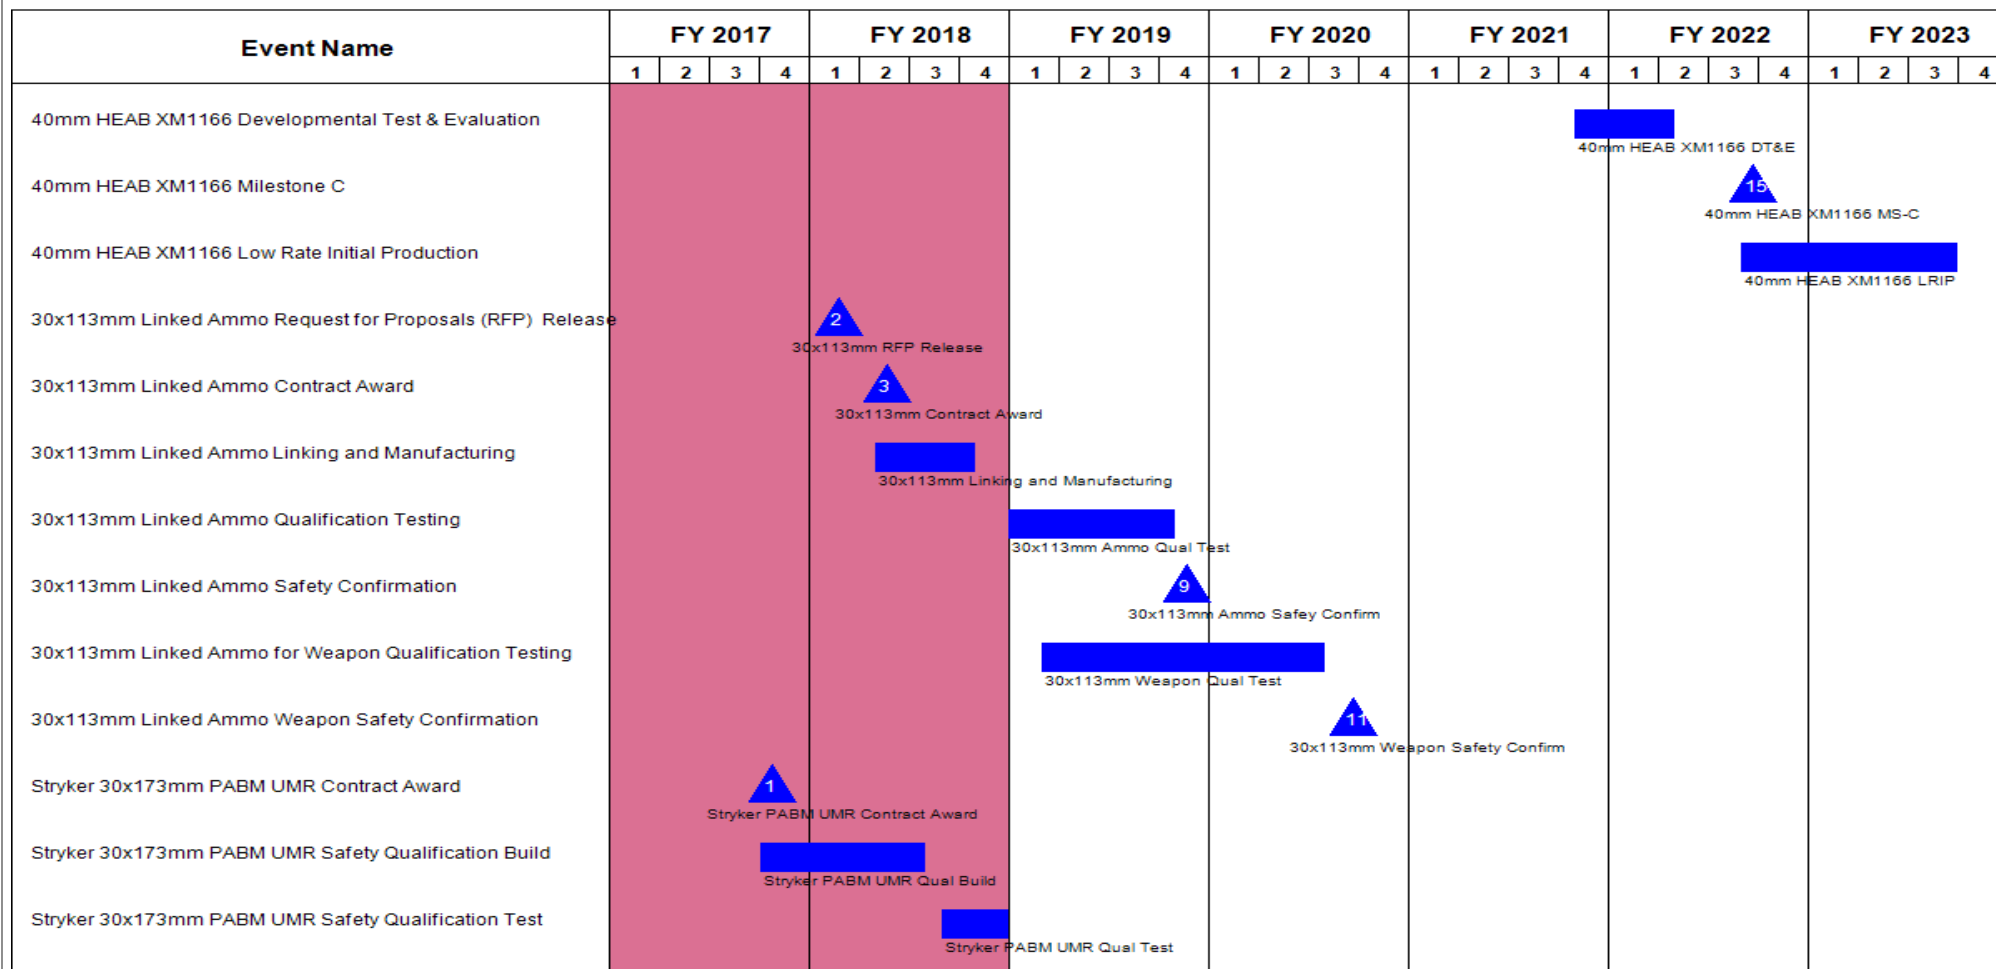 Event Name
FY 2017 FY 2018 FY 2019 FY 2020 FY 2021 FY 2022 FY 2023
1 2 3 4 1 2 3 4 1 2 3 4 1 2 3 4 1 2 3 4 1 2 3 4 1 2 3 4
40mm HEAB XM1166 Developmental Test & Evaluation
40mm HEAB XM1166 DT&E
40mm HEAB XM1166 Milestone C
15
40mm HEAB XM1166 MS-C
40mm HEAB XM1166 Low Rate Initial Production
40mm HEAB XM1166 LRIP
30x113mm Linked Ammo Request for Proposals (RFP) Release
2
30x113mm RFP Release
30x113mm Linked Ammo Contract Award
3
30x113mm Contract Award
30x113mm Linked Ammo Linking and Manufacturing
30x113mm Linking and Manufacturing
30x113mm Linked Ammo Qualification Testing
30x113mm Ammo Qual Test
30x113mm Linked Ammo Safety Confirmation
9
30x113mm Ammo Safey Confirm
30x113mm Linked Ammo for Weapon Qualification Testing
30x113mm Weapon Qual Test
30x113mm Linked Ammo Weapon Safety Confirmation
11
30x113mm Weapon Safety Confirm
Stryker 30x173mm PABM UMR Contract Award
1
Stryker PABM UMR Contract Award
Stryker 30x173mm PABM UMR Safety Qualification Build
Stryker PABM UMR Qual Build
Stryker 30x173mm PABM UMR Safety Qualification Test
Stryker PABM UMR Qual Test